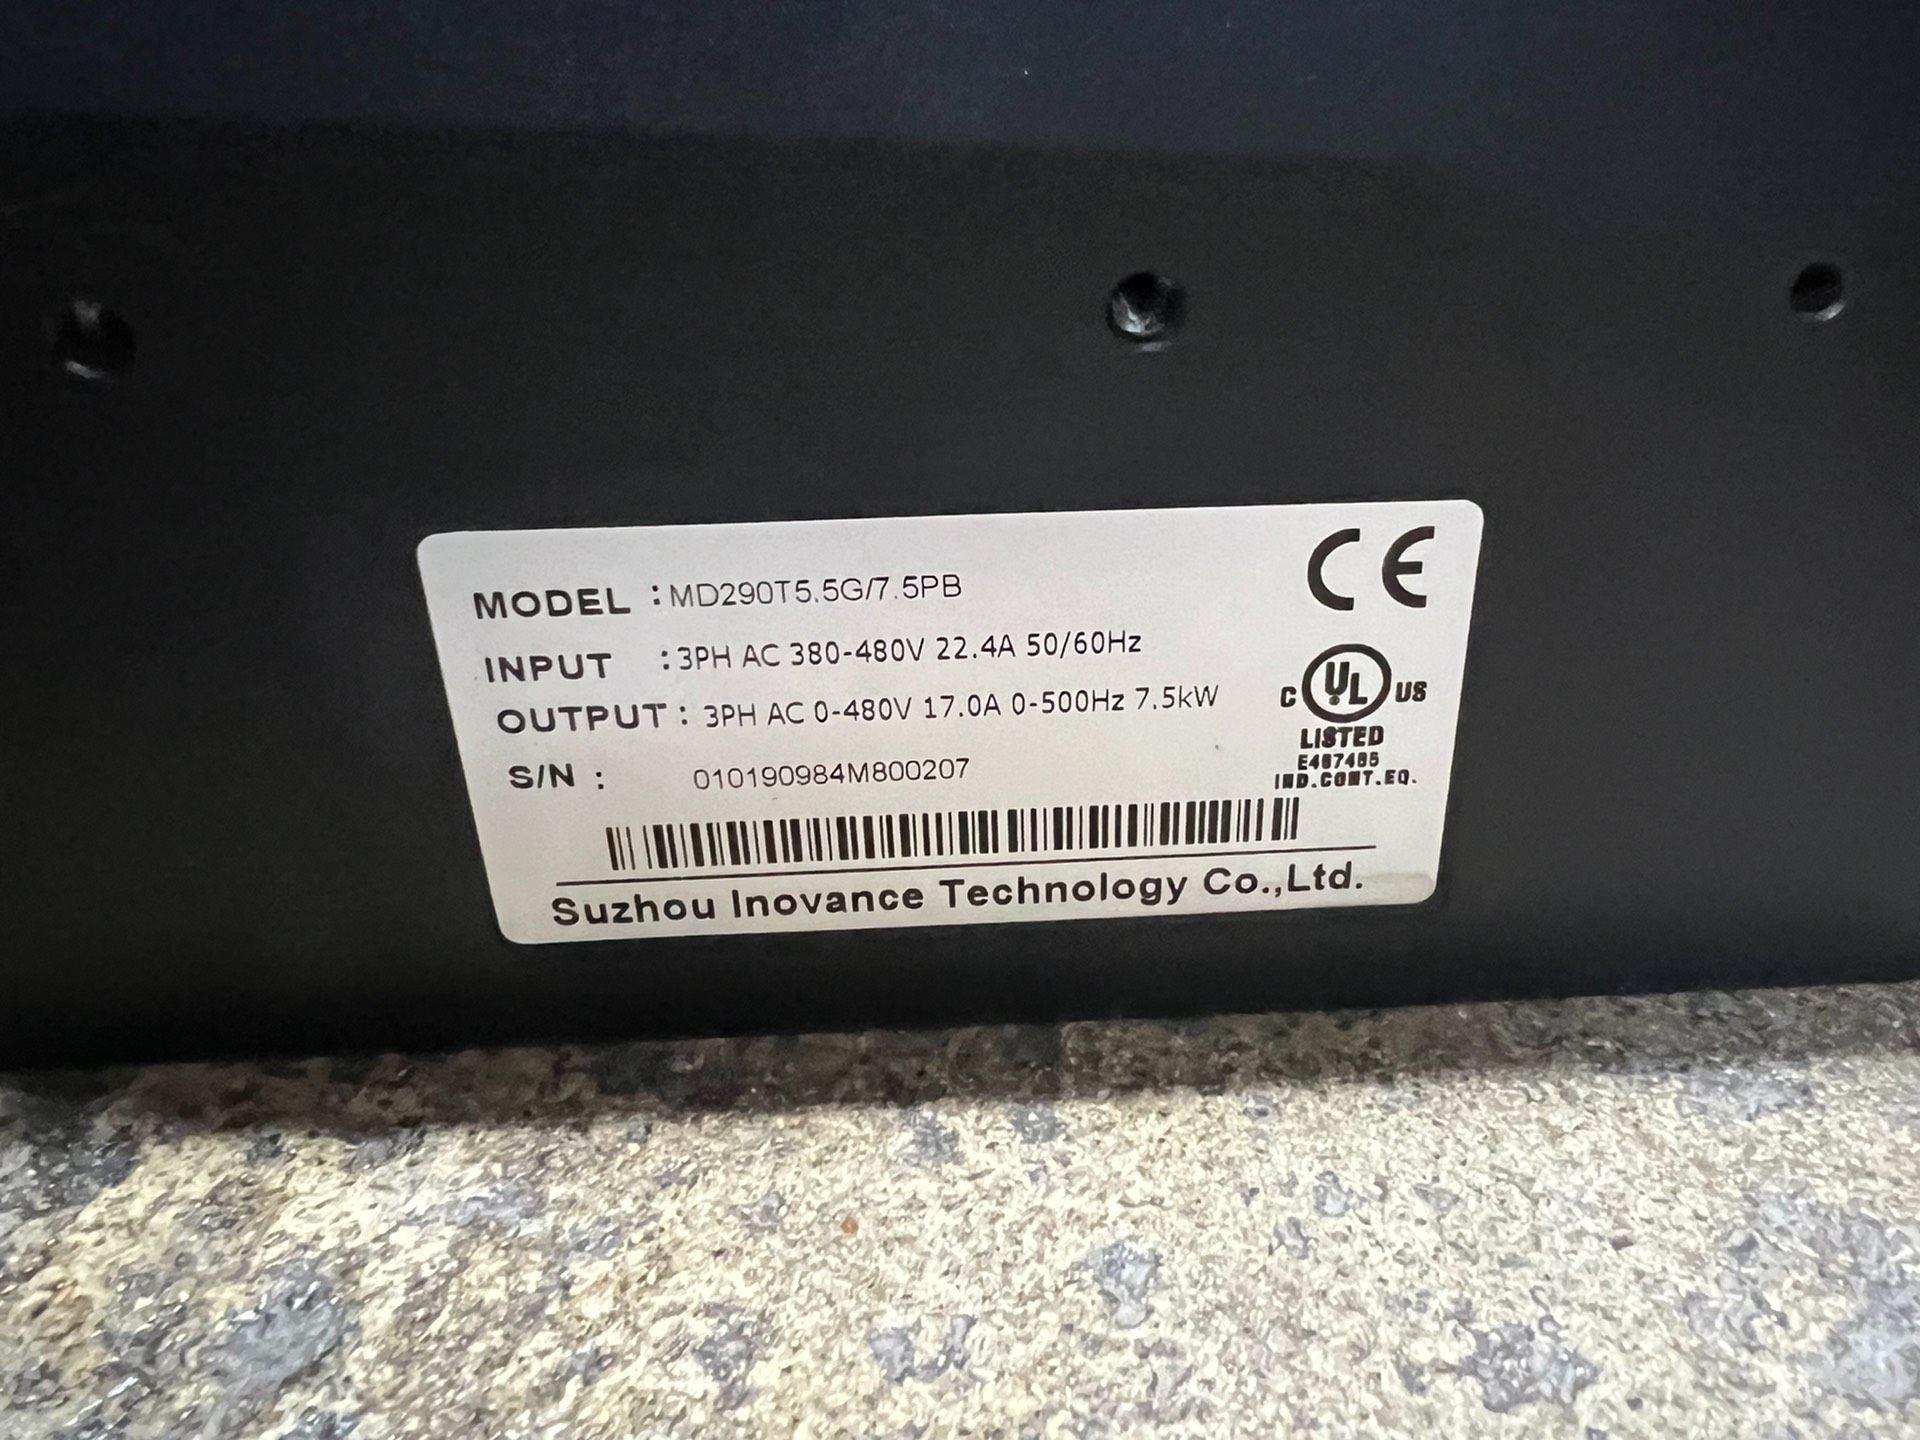 MODEL :MD290T5.5G/7.5PB
INPUT :3PH AC 380-480V 22.4A 50/60Hz
OUTPUT: 3PH AC 0-480V 17.0A 0-500Hz 7.5kW
S/N : 010190984M800207
CE
C UL US
LISTED
E467465
IND.CONT.EQ.
Suzhou Inovance Technology Co.,Ltd.